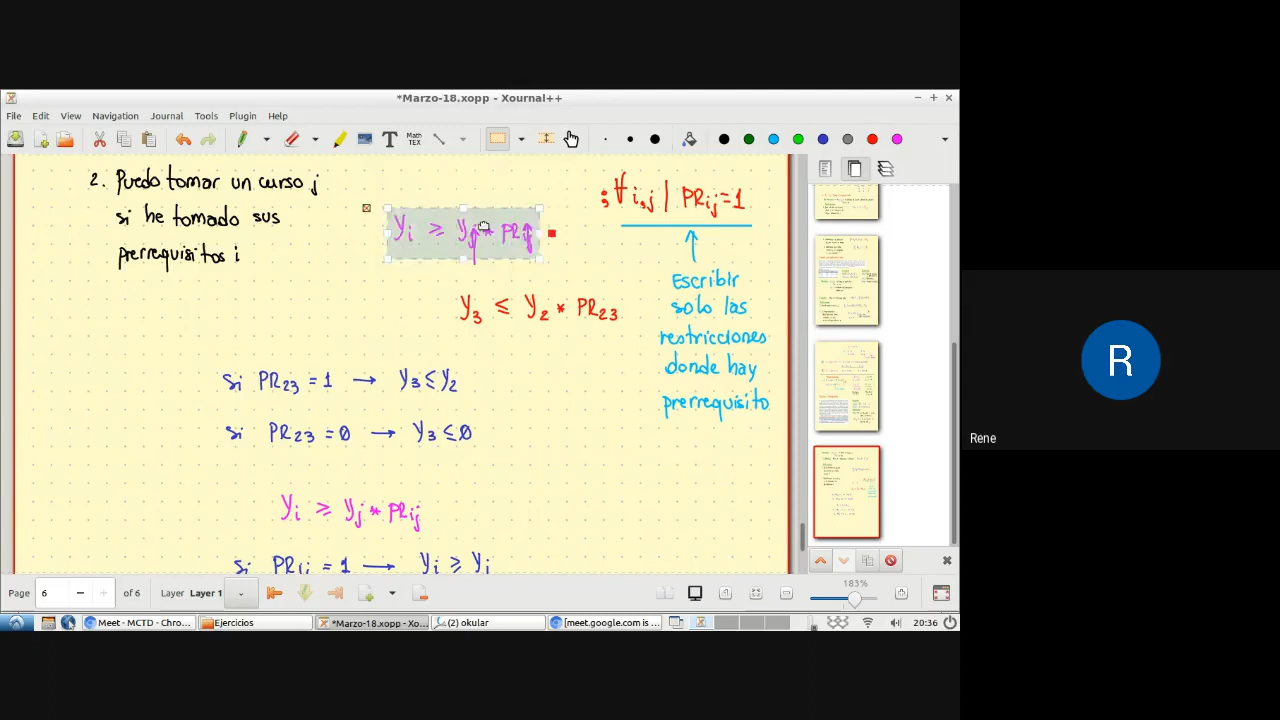 *Marzo-18.xopp - Xournal++
File Edit View Navigation Journal Tools Plugin Help
2. Puedo tomar un curso j
si he tomado sus
prerrequisitos i
yi ≥ yj * PRij
; ∀ i,j | PRij=1
Escribir
solo las
restricciones
donde hay
prerrequisito
y3 ≤ y2 * PR23
si PR23 = 1 → y3 ≤ y2
si PR23 = 0 → y3 ≤ 0
yi ≥ yj * PRij
si PRij = 1 → yi ≥ yj
Page 6 of 6 Layer Layer 1 183%
Meet - MCTD - Chro... Ejercicios *Marzo-18.xopp - Xo... (2) okular [meet.google.com is ... 20:36
R
Rene